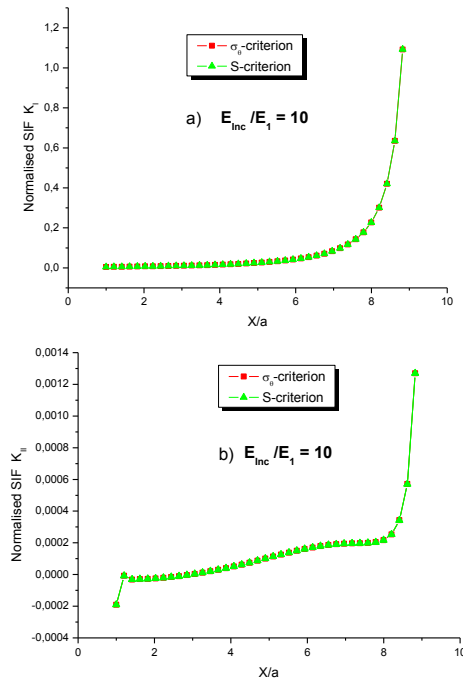 1,2
1,0
0,8
0,6
0,4
0,2
0,0
Normalised SIF K_I
σ_θ-criterion
S-criterion
a) E_Inc /E_1 = 10
0 2 4 6 8 10
X/a
0,0014
0,0012
0,0010
0,0008
0,0006
0,0004
0,0002
0,0000
-0,0002
-0,0004
Normalised SIF K_II
σ_θ-criterion
S-criterion
b) E_Inc /E_1 = 10
0 2 4 6 8 10
X/a